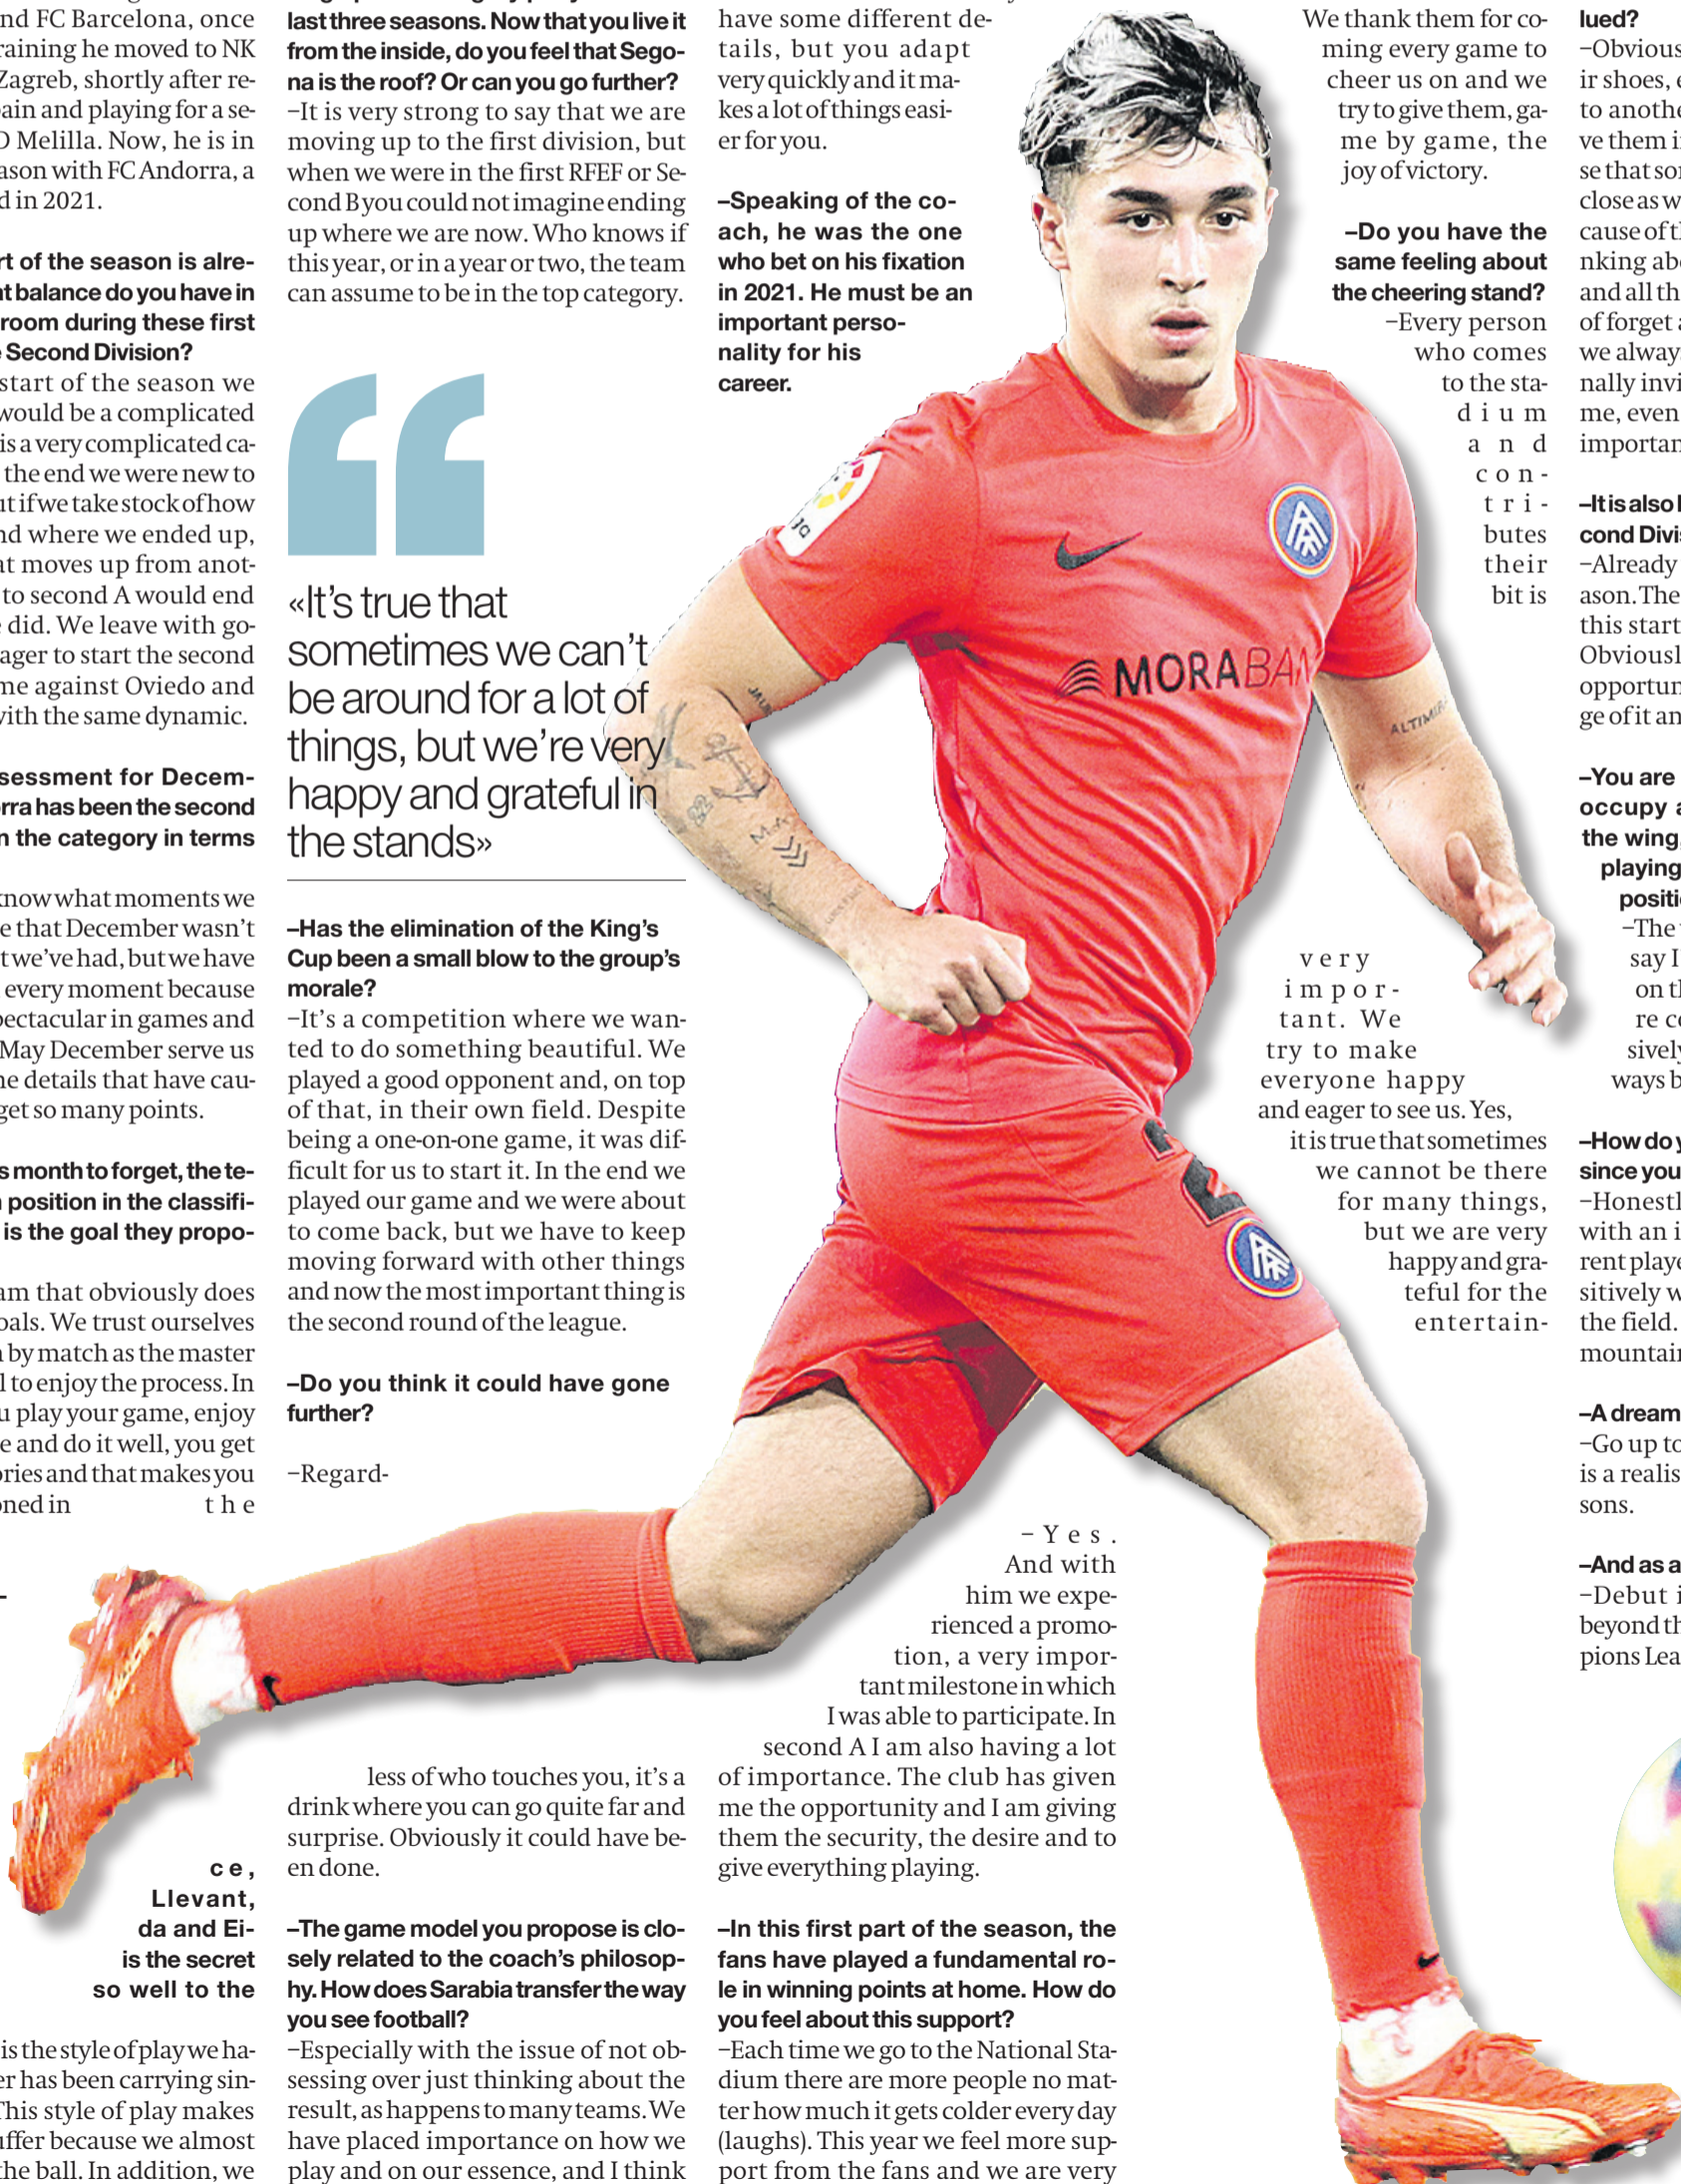 nd FC Barcelona, once
raining he moved to NK
Zagreb, shortly after re-
ain and playing for a se-
D Melilla. Now, he is in
ason with FC Andorra, a
d in 2021.
rt of the season is alre-
t balance do you have in
room during these first
Second Division?
start of the season we
would be a complicated
is a very complicated ca-
the end we were new to
ut if we take stock of how
nd where we ended up,
at moves up from anot-
to second A would end
did. We leave with go-
ager to start the second
me against Oviedo and
with the same dynamic.
sessment for Decem-
rra has been the second
n the category in terms
know what moments we
e that December wasn't
t we've had, but we have
every moment because
pectacular in games and
May December serve us
ne details that have cau-
get so many points.
s month to forget, the te-
position in the classifi-
is the goal they propo-
am that obviously does
oals. We trust ourselves
by match as the master
l to enjoy the process. In
u play your game, enjoy
e and do it well, you get
ories and that makes you
oned in the
ce,
Llevant,
da and Ei-
is the secret
so well to the
is the style of play we ha-
er has been carrying sin-
This style of play makes
uffer because we almost
the ball. In addition, we
last three seasons. Now that you live it
from the inside, do you feel that Sego-
na is the roof? Or can you go further?
–It is very strong to say that we are
moving up to the first division, but
when we were in the first RFEF or Se-
cond B you could not imagine ending
up where we are now. Who knows if
this year, or in a year or two, the team
can assume to be in the top category.
«It's true that
sometimes we can't
be around for a lot of
things, but we're very
happy and grateful in
the stands»
–Has the elimination of the King's
Cup been a small blow to the group's
morale?
–It's a competition where we wan-
ted to do something beautiful. We
played a good opponent and, on top
of that, in their own field. Despite
being a one-on-one game, it was dif-
ficult for us to start it. In the end we
played our game and we were about
to come back, but we have to keep
moving forward with other things
and now the most important thing is
the second round of the league.
–Do you think it could have gone
further?
–Regard-
less of who touches you, it's a
drink where you can go quite far and
surprise. Obviously it could have be-
en done.
–The game model you propose is clo-
sely related to the coach's philosop-
hy. How does Sarabia transfer the way
you see football?
–Especially with the issue of not ob-
sessing over just thinking about the
result, as happens to many teams. We
have placed importance on how we
play and on our essence, and I think
have some different de-
tails, but you adapt
very quickly and it ma-
kes a lot of things easi-
er for you.
–Speaking of the co-
ach, he was the one
who bet on his fixation
in 2021. He must be an
important perso-
nality for his
career.
–Yes.
And with
him we expe-
rienced a promo-
tion, a very impor-
tant milestone in which
I was able to participate. In
second A I am also having a lot
of importance. The club has given
me the opportunity and I am giving
them the security, the desire and to
give everything playing.
–In this first part of the season, the
fans have played a fundamental ro-
le in winning points at home. How do
you feel about this support?
–Each time we go to the National Sta-
dium there are more people no mat-
ter how much it gets colder every day
(laughs). This year we feel more sup-
port from the fans and we are very
MORABAN
ALTIMIRA
2
We thank them for co-
ming every game to
cheer us on and we
try to give them, ga-
me by game, the
joy of victory.
–Do you have the
same feeling about
the cheering stand?
–Every person
who comes
to the sta-
dium
and
con-
tri-
butes
their
bit is
very
impor-
tant. We
try to make
everyone happy
and eager to see us. Yes,
it is true that sometimes
we cannot be there
for many things,
but we are very
happy and gra-
teful for the
entertain-
lued?
–Obvious
ir shoes, e
to anothe
ve them i
se that so
close as w
cause of t
nking abo
and all th
of forget a
we alway
nally invi
me, even
importan
–It is also
cond Divi
–Already
ason. The
this start
Obviousl
opportun
ge of it an
–You are
occupy a
the wing,
playing
positi
–The
say I
on th
re co
sively
ways b
–How do y
since you
–Honestl
with an i
rent playe
sitively w
the field.
mountain
–A dream
–Go up to
is a realis
sons.
–And as a
–Debut i
beyond th
pions Lea